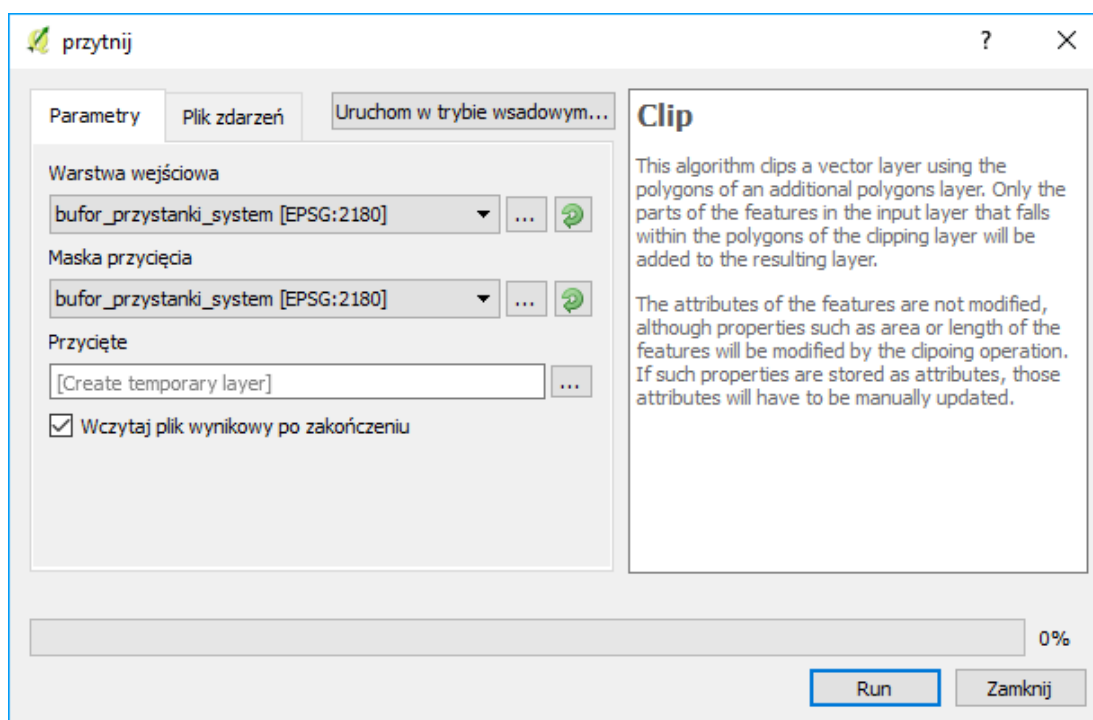 przytnij
?
Parametry
Plik zdarzeń
Uruchom w trybie wsadowym...
Warstwa wejściowa
bufor_przystanki_system [EPSG:2180]
...
Maska przycięcia
bufor_przystanki_system [EPSG:2180]
...
Przycięte
[Create temporary layer]
...
Wczytaj plik wynikowy po zakończeniu
Clip
This algorithm clips a vector layer using the
polygons of an additional polygons layer. Only the
parts of the features in the input layer that falls
within the polygons of the clipping layer will be
added to the resulting layer.
The attributes of the features are not modified,
although properties such as area or length of the
features will be modified by the clipoing operation.
If such properties are stored as attributes, those
attributes will have to be manually updated.
0%
Run
Zamknij